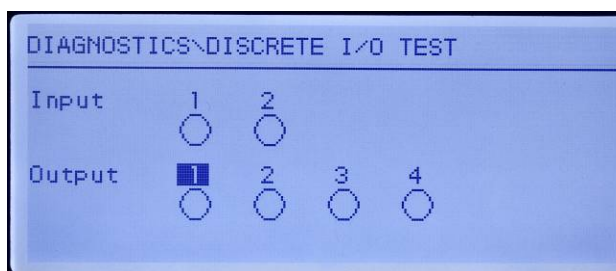 DIAGNOSTICS\DISCRETE I/O TEST
Input 1 2
Output 1 2 3 4